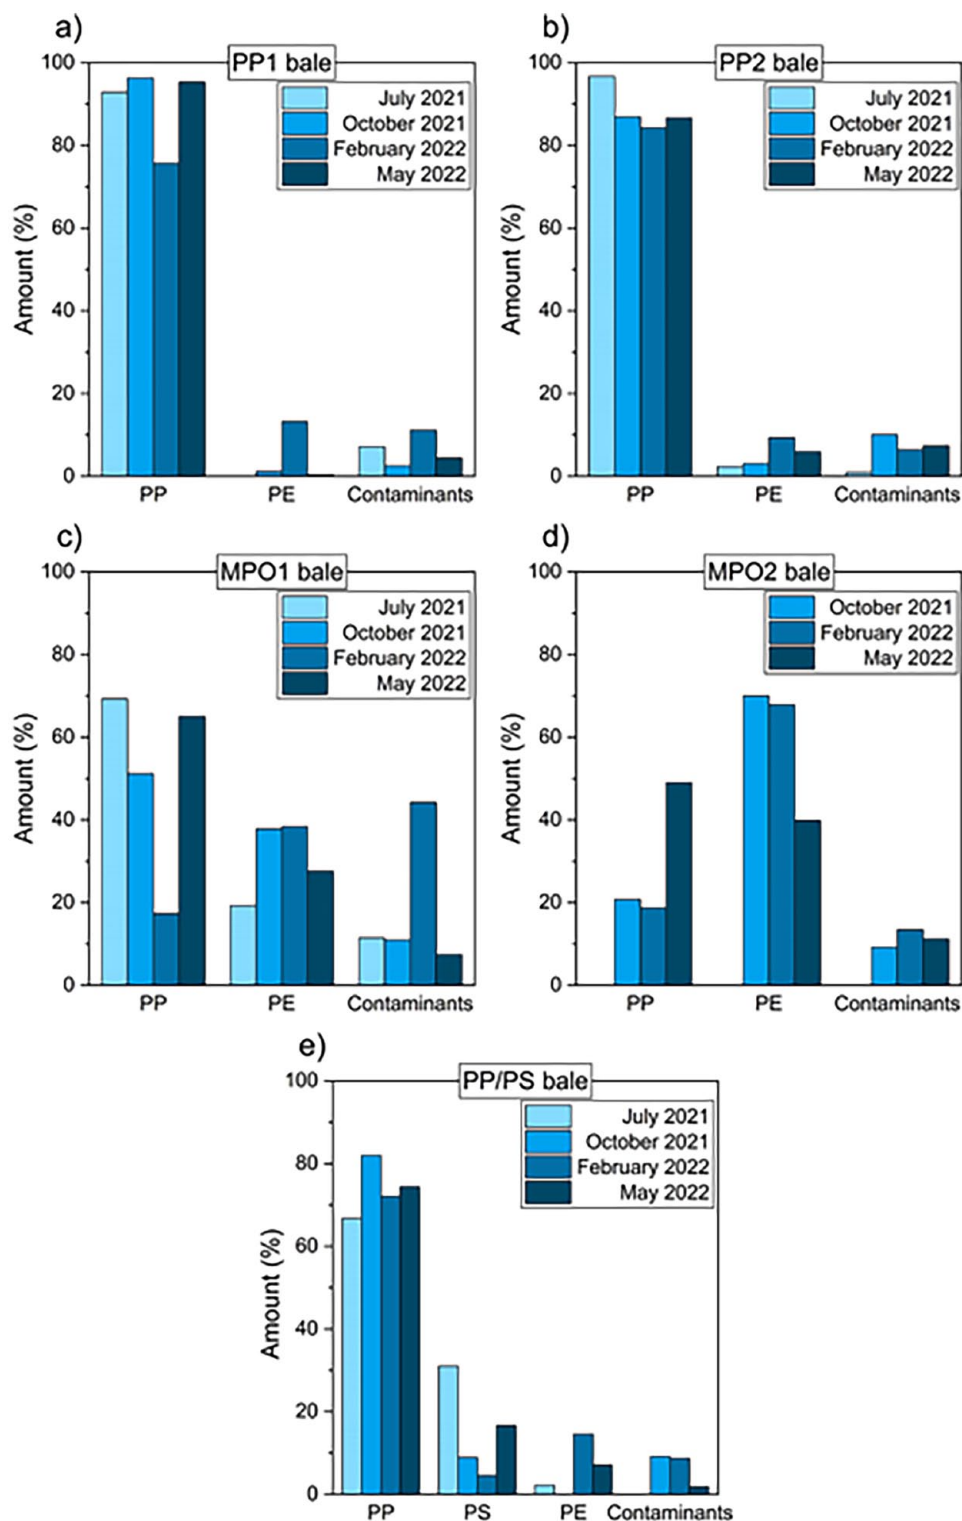 a)
PP1 bale
July 2021
October 2021
February 2022
May 2022
Amount (%)
100
80
60
40
20
0
PP PE Contaminants
b)
PP2 bale
July 2021
October 2021
February 2022
May 2022
Amount (%)
100
80
60
40
20
0
PP PE Contaminants
c)
MPO1 bale
July 2021
October 2021
February 2022
May 2022
Amount (%)
100
80
60
40
20
0
PP PE Contaminants
d)
MPO2 bale
October 2021
February 2022
May 2022
Amount (%)
100
80
60
40
20
0
PP PE Contaminants
e)
PP/PS bale
July 2021
October 2021
February 2022
May 2022
Amount (%)
100
80
60
40
20
0
PP PS PE Contaminants